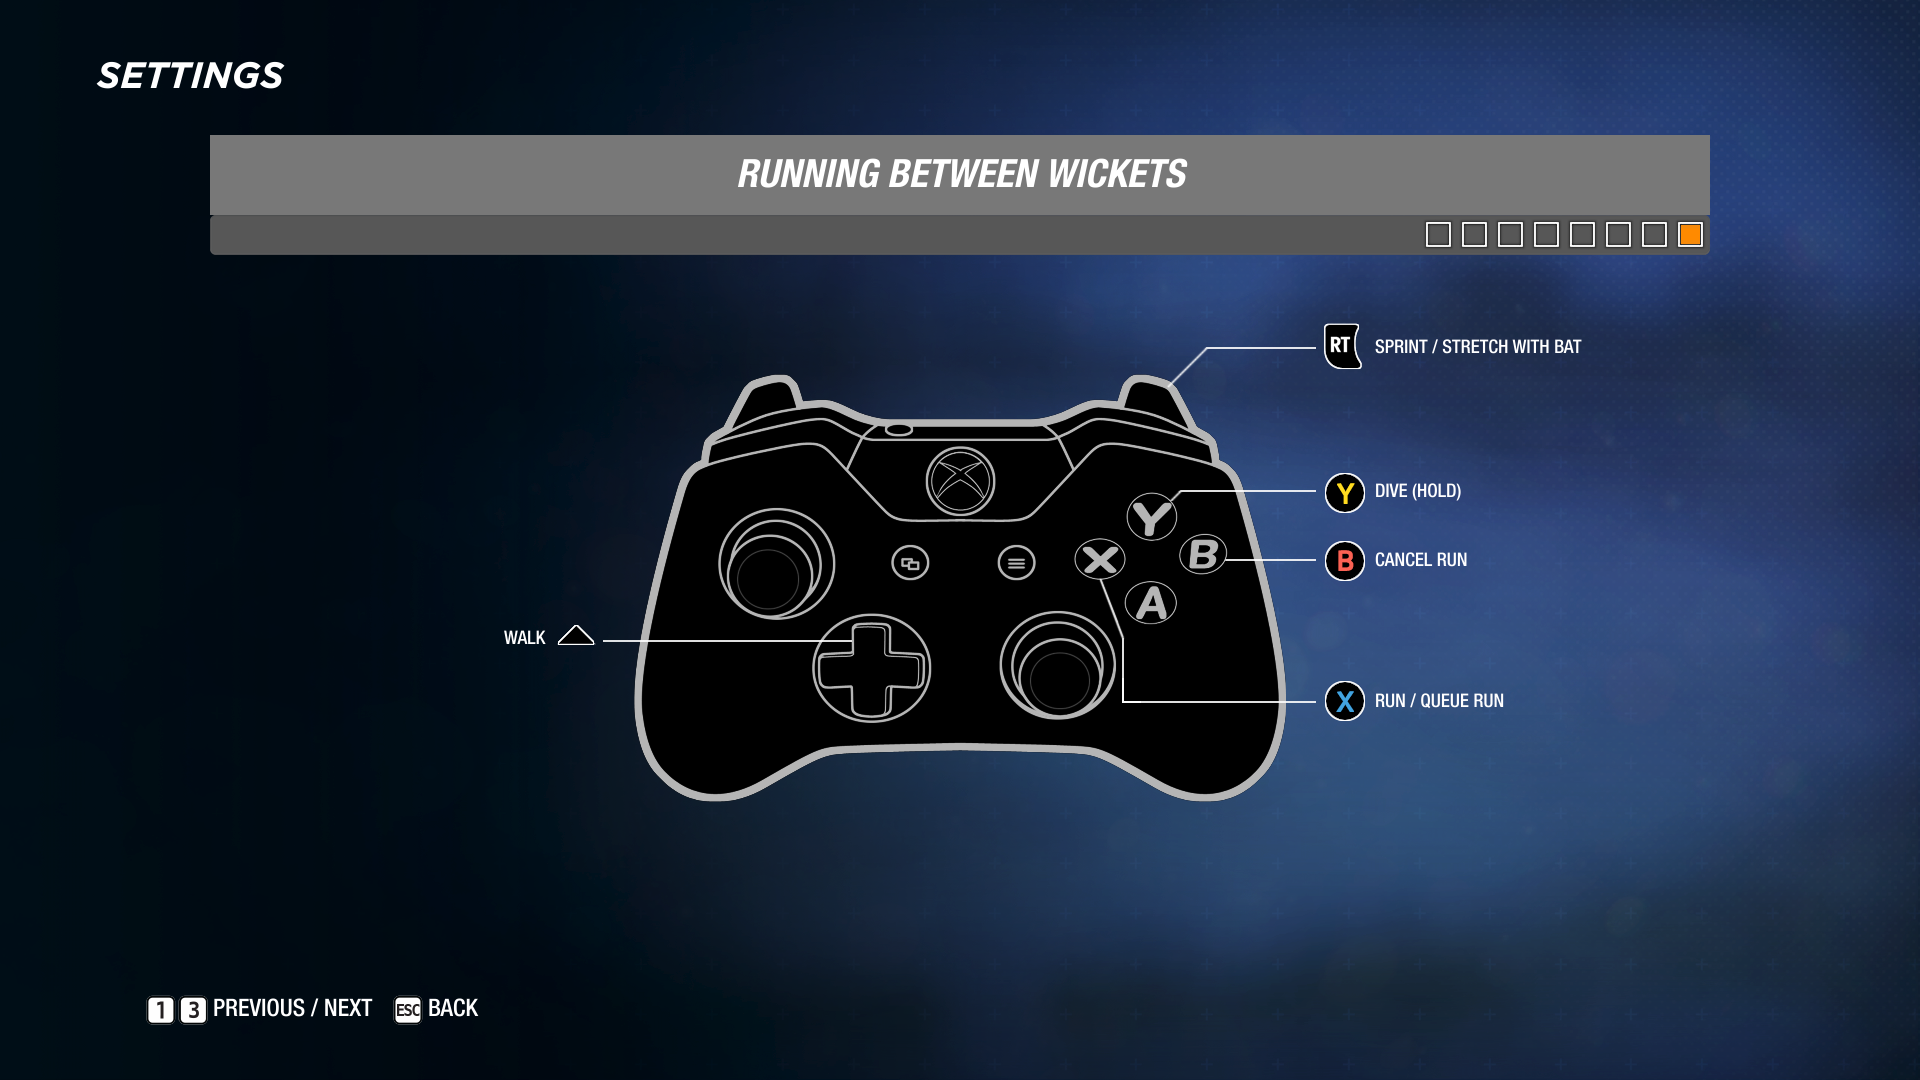 SETTINGS
RUNNING BETWEEN WICKETS
RT SPRINT / STRETCH WITH BAT
Y DIVE (HOLD)
B CANCEL RUN
X RUN / QUEUE RUN
WALK
Y
X
B
A
1 3 PREVIOUS / NEXT ESC BACK